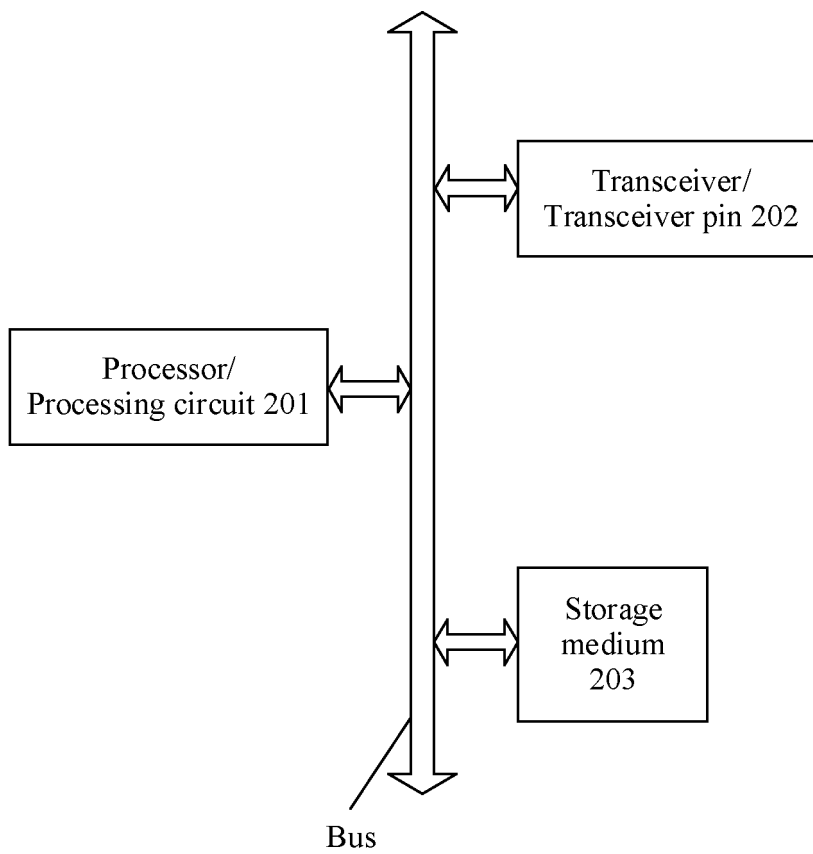 Transceiver/
Transceiver pin 202
Processor/
Processing circuit 201
Storage
medium
203
Bus